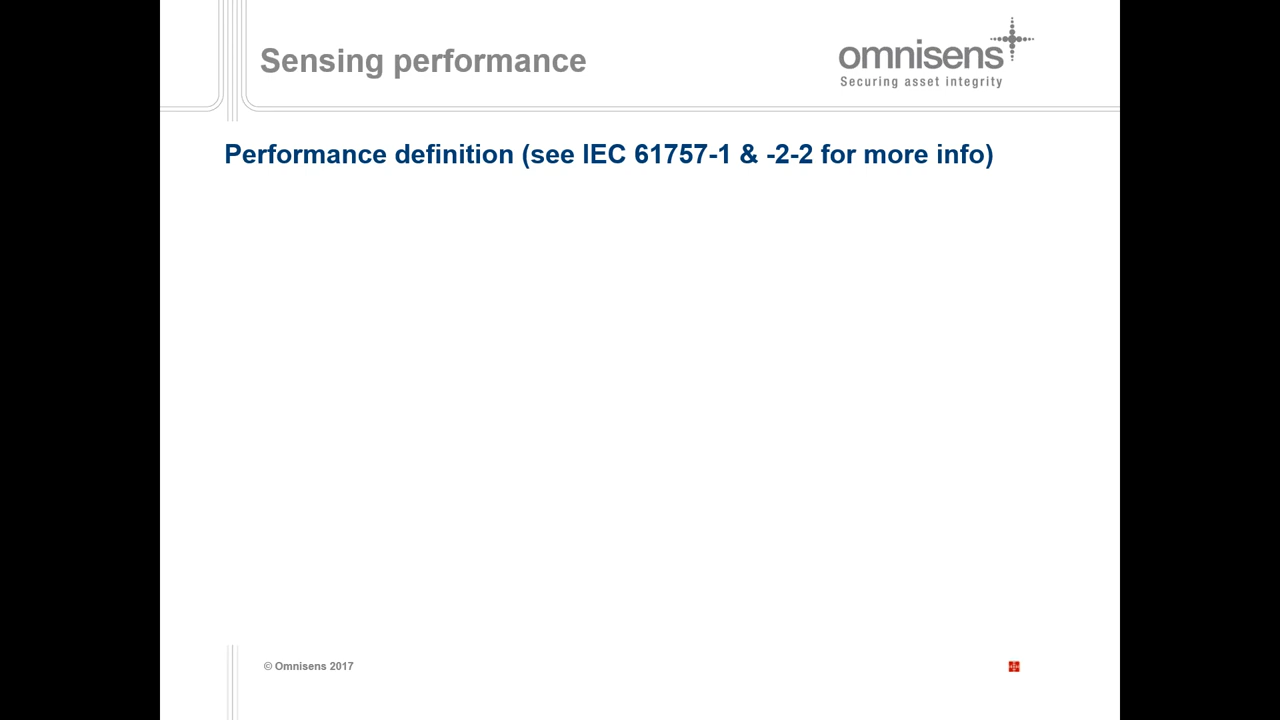 Sensing performance
omnisens
Securing asset integrity
Performance definition (see IEC 61757-1 & -2-2 for more info)
© Omnisens 2017